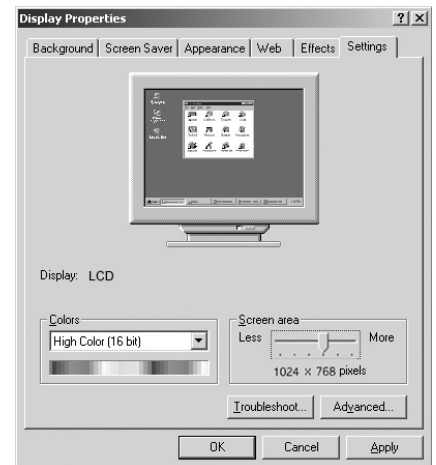 Display Properties
Background Screen Saver Appearance Web Effects Settings
Display: LCD
Colors
High Color (16 bit)
Screen area
Less More
1024 × 768 pixels
Troubleshoot... Advanced...
OK Cancel Apply